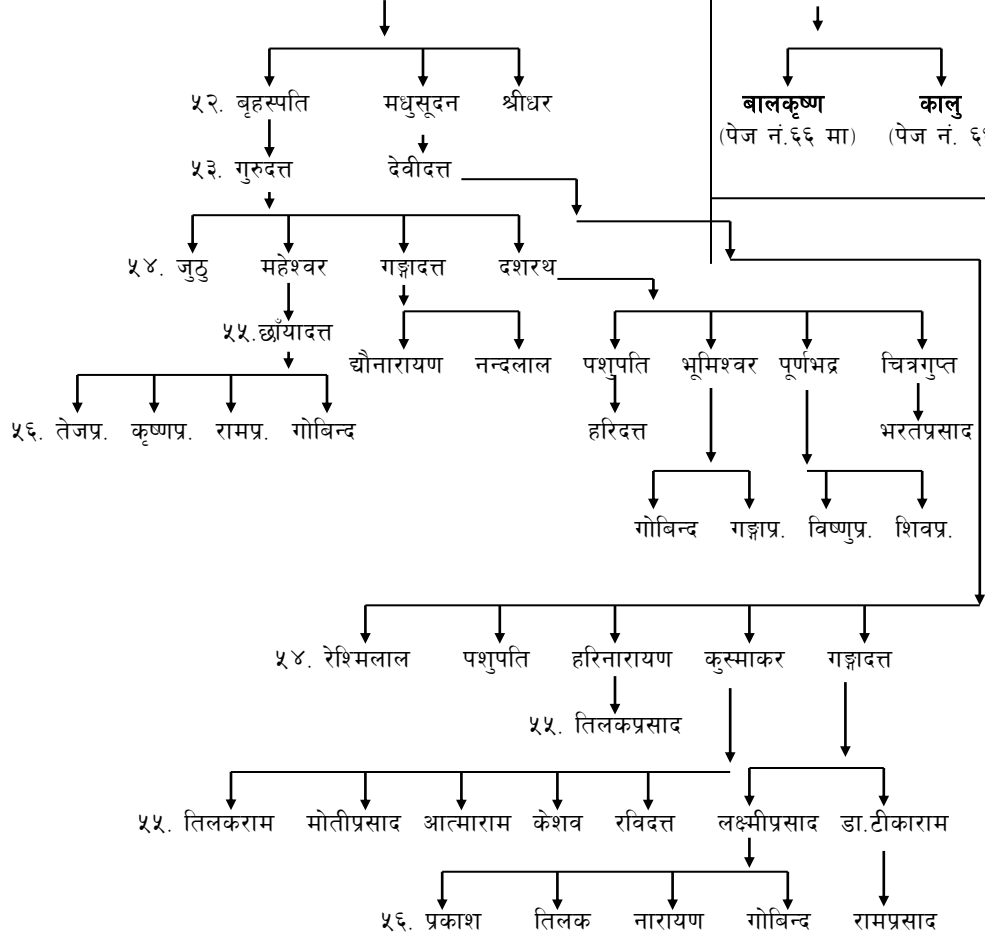 ५२. बृहस्पति मधुसूदन श्रीधर बालकृष्ण कालु
(पेज नं.६६ मा) (पेज नं.
५३. गुरुदत्त देवीदत्त
५४. जुठु महेश्वर गङ्गादत्त दशरथ
५५.छाँयादत्त
द्यौनारायण नन्दलाल पशुपति भूमिश्वर पूर्णभद्र चित्रगुप्त
५६. तेजप्र. कृष्णप्र. रामप्र. गोबिन्द हरिदत्त भरतप्रसाद
गोबिन्द गङ्गाप्र. विष्णुप्र. शिवप्र.
५४. रेश्मिलाल पशुपति हरिनारायण कुस्माकर गङ्गादत्त
५५. तिलकप्रसाद
५५. तिलकराम मोतीप्रसाद आत्माराम केशव रविदत्त लक्ष्मीप्रसाद डा.टीकाराम
५६. प्रकाश तिलक नारायण गोबिन्द रामप्रसाद